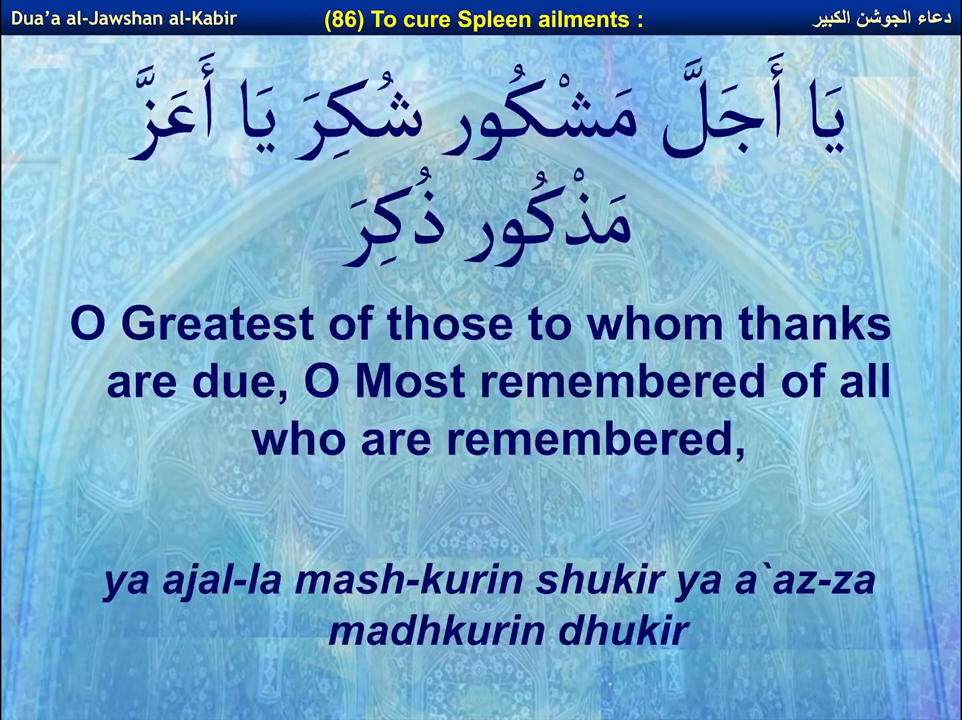 Dua’a al-Jawshan al-Kabir (86) To cure Spleen ailments : دعاء الجوشن الكبير
يَا أَجَلَّ مَشْكُور شُكِرَ يَا أَعَزَّ
مَذْكُور ذُكِرَ
O Greatest of those to whom thanks
are due, O Most remembered of all
who are remembered,
ya ajal-la mash-kurin shukir ya a`az-za
madhkurin dhukir